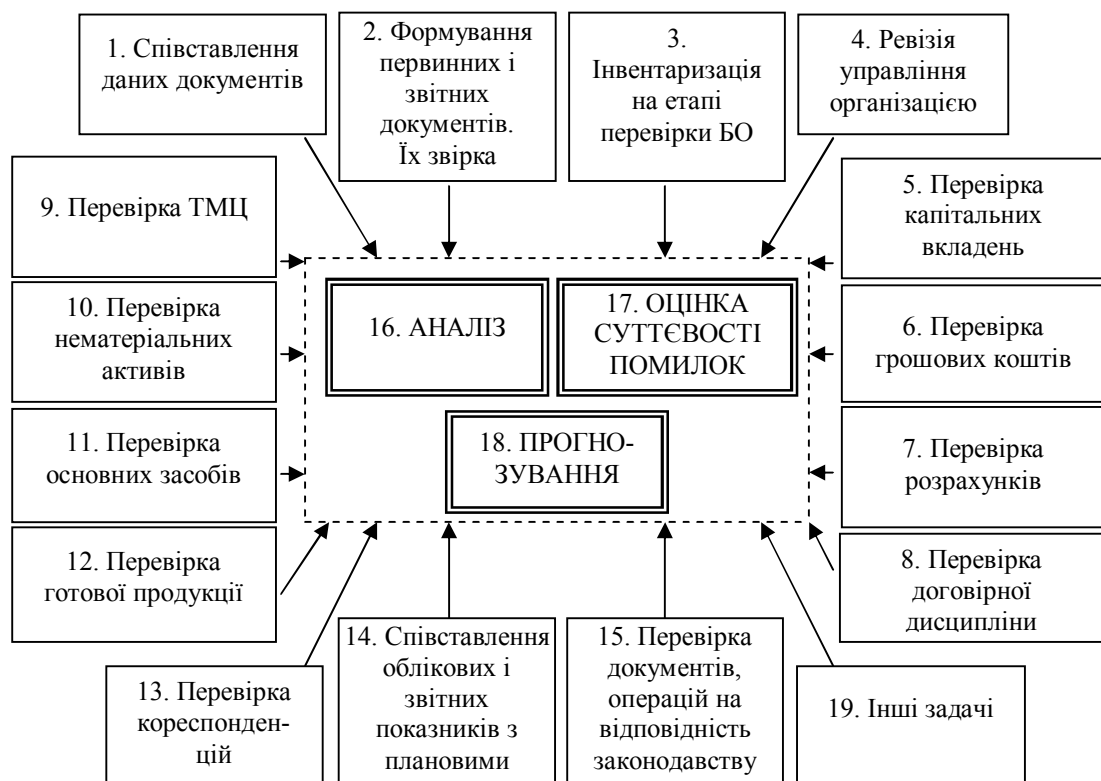 1. Співставлення
даних документів
2. Формування
первинних і
звітних
документів.
Їх звірка
3.
Інвентаризація
на етапі
перевірки БО
4. Ревізія
управління
організацією
9. Перевірка ТМЦ
5. Перевірка
капітальних
вкладень
10. Перевірка
нематеріальних
активів
16. АНАЛІЗ
17. ОЦІНКА
СУТТЄВОСТІ
ПОМИЛОК
6. Перевірка
грошових коштів
11. Перевірка
основних засобів
18. ПРОГНО-
ЗУВАННЯ
7. Перевірка
розрахунків
12. Перевірка
готової продукції
8. Перевірка
договірної
дисципліни
13. Перевірка
кореспонден-
цій
14. Співставлення
облікових і
звітних
показників з
плановими
15. Перевірка
документів,
операцій на
відповідність
законодавству
19. Інші задачі